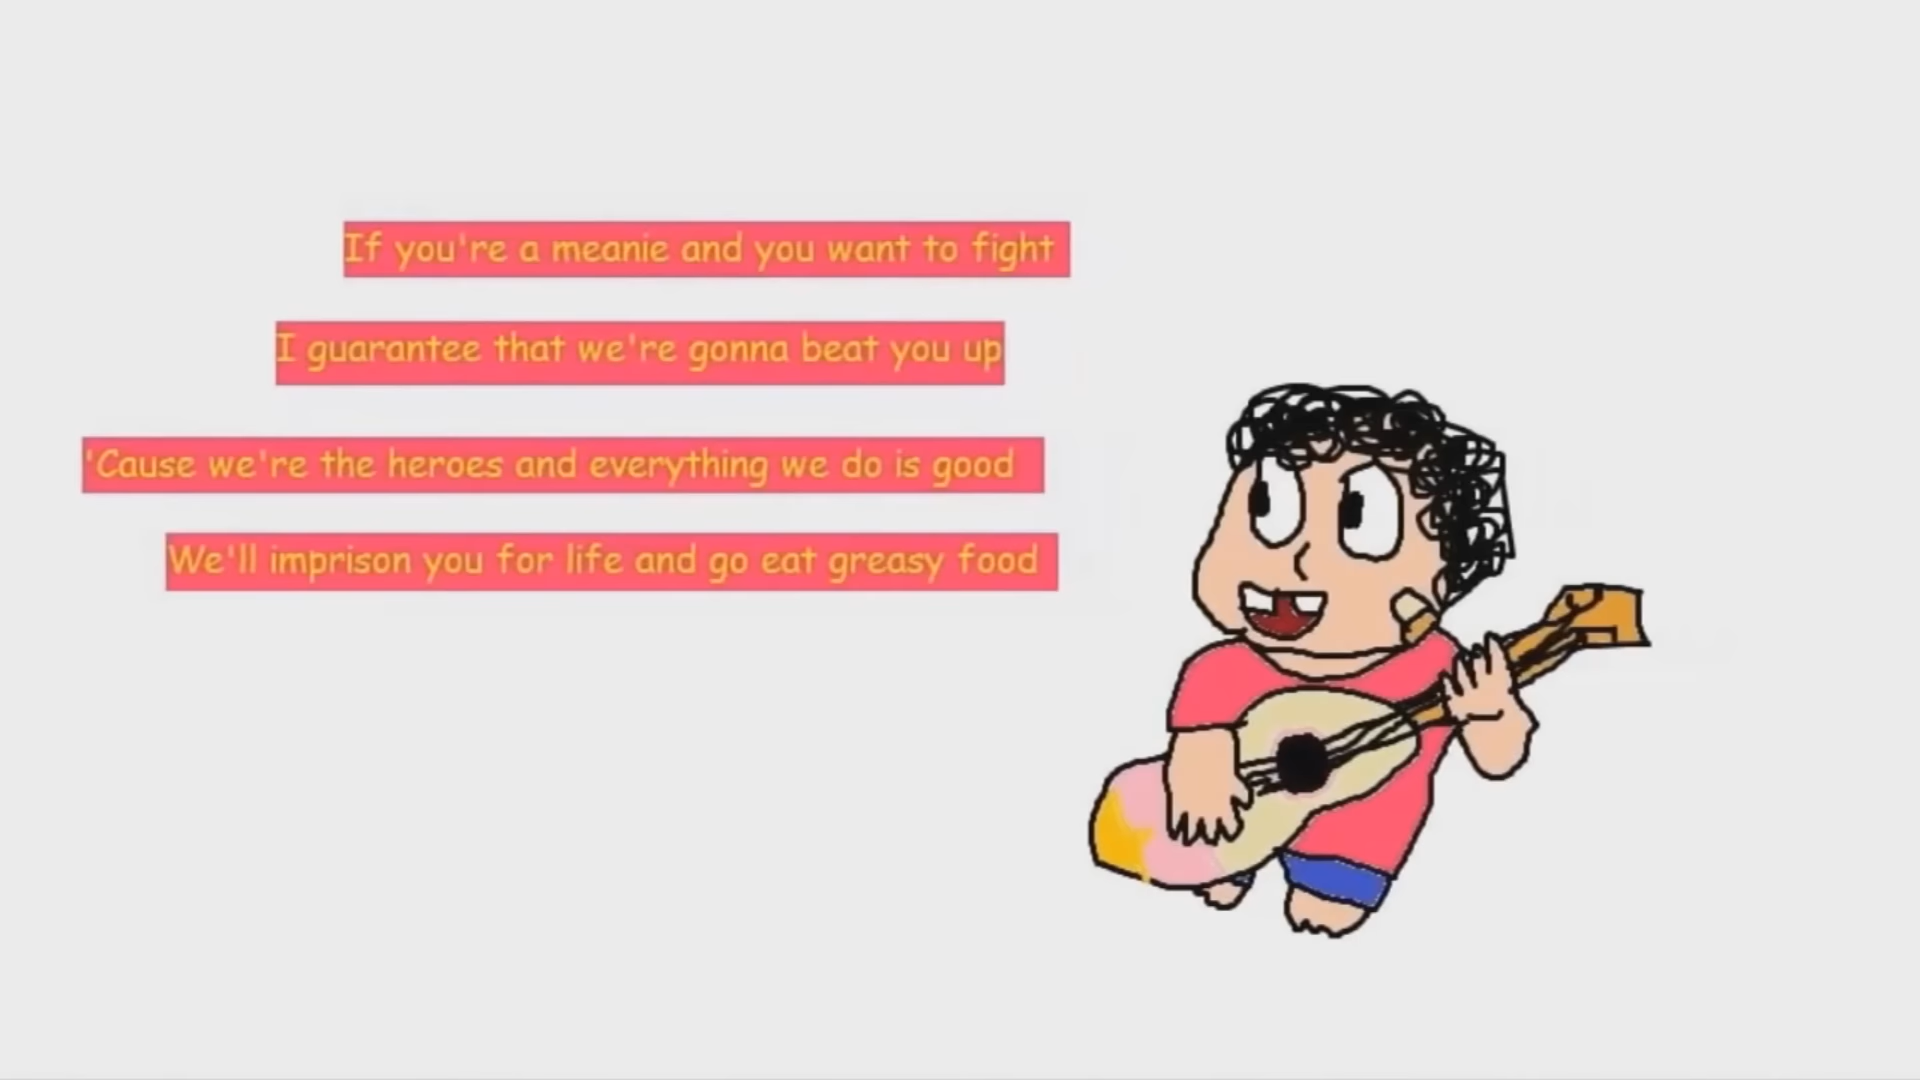 If you're a meanie and you want to fight
I guarantee that we're gonna beat you up
'Cause we're the heroes and everything we do is good
We'll imprison you for life and go eat greasy food